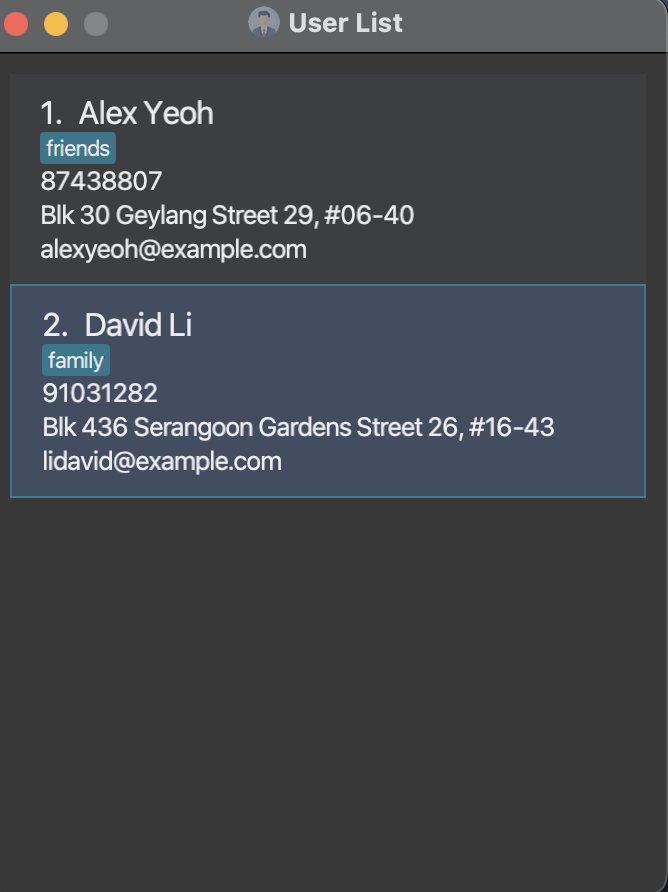 User List
1. Alex Yeoh
friends
87438807
Blk 30 Geylang Street 29, #06-40
alexyeoh@example.com
2. David Li
family
91031282
Blk 436 Serangoon Gardens Street 26, #16-43
lidavid@example.com